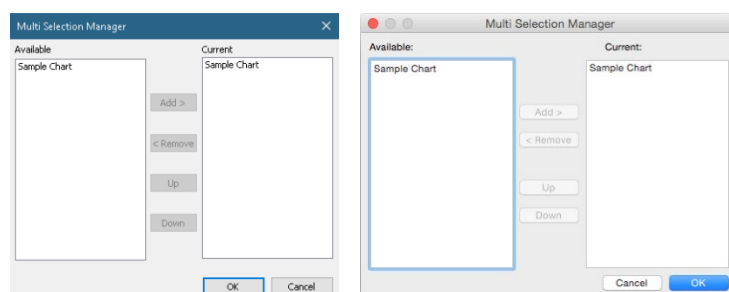 Multi Selection Manager
Available
Current
Sample Chart
Sample Chart
Add >
< Remove
Up
Down
OK
Cancel
Multi Selection Manager
Available:
Current:
Sample Chart
Sample Chart
Add >
< Remove
Up
Down
Cancel
OK